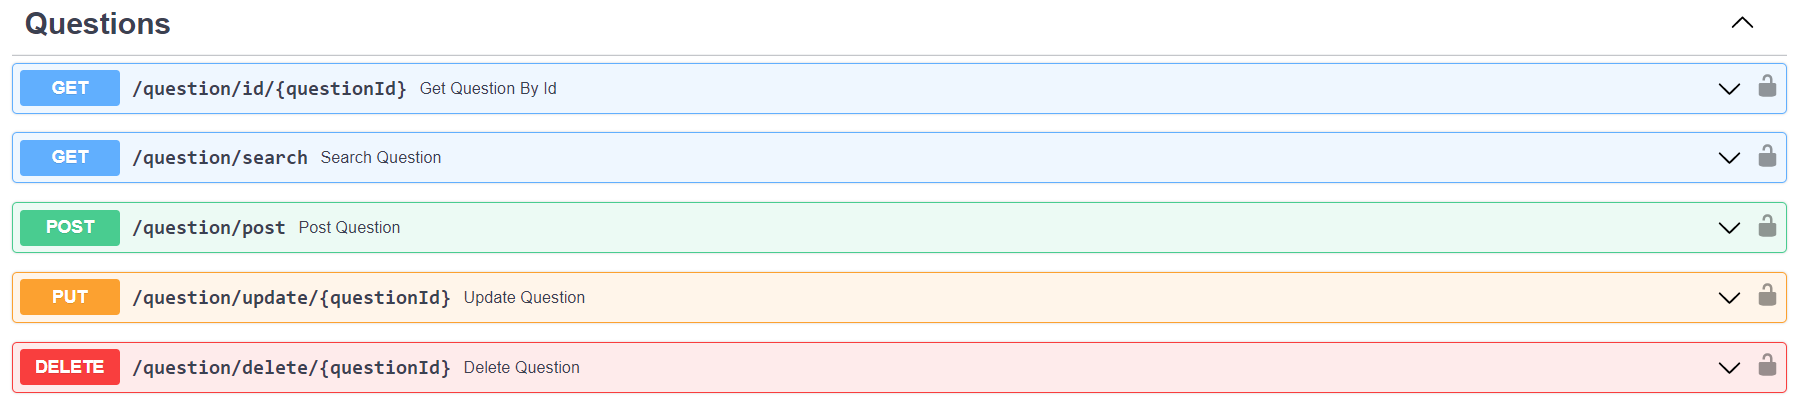 Questions
GET /question/id/{questionId} Get Question By Id
GET /question/search Search Question
POST /question/post Post Question
PUT /question/update/{questionId} Update Question
DELETE /question/delete/{questionId} Delete Question